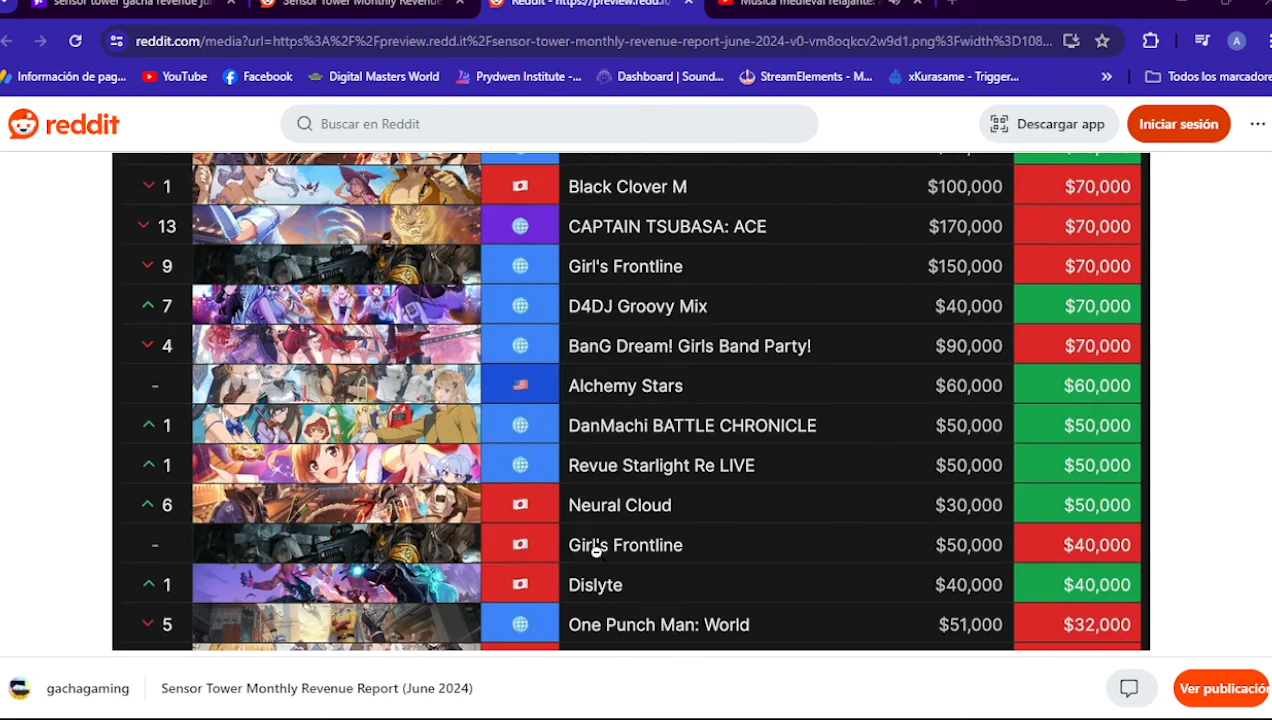 sensor tower gacha revenue ju
Sensor Tower Monthly Revenue
Reddit - https://preview.redd.it/
Musica medieval relajante:
reddit.com/media?url=https%3A%2F%2Fpreview.redd.it%2Fsensor-tower-monthly-revenue-report-june-2024-v0-vm8oqkcv2w9d1.png%3Fwidth%3D108...
A
Información de pag...
YouTube
Facebook
Digital Masters World
Prydwen Institute -...
Dashboard | Sound...
StreamElements - M...
xKurasame - Trigger...
»
Todos los marcadore
reddit
Buscar en Reddit
Descargar app
Iniciar sesión
1 Black Clover M $100,000 $70,000
13 CAPTAIN TSUBASA: ACE $170,000 $70,000
9 Girl's Frontline $150,000 $70,000
7 D4DJ Groovy Mix $40,000 $70,000
4 BanG Dream! Girls Band Party! $90,000 $70,000
- Alchemy Stars $60,000 $60,000
1 DanMachi BATTLE CHRONICLE $50,000 $50,000
1 Revue Starlight Re LIVE $50,000 $50,000
6 Neural Cloud $30,000 $50,000
- Girl's Frontline $50,000 $40,000
1 Dislyte $40,000 $40,000
5 One Punch Man: World $51,000 $32,000
gachagaming
Sensor Tower Monthly Revenue Report (June 2024)
Ver publicación